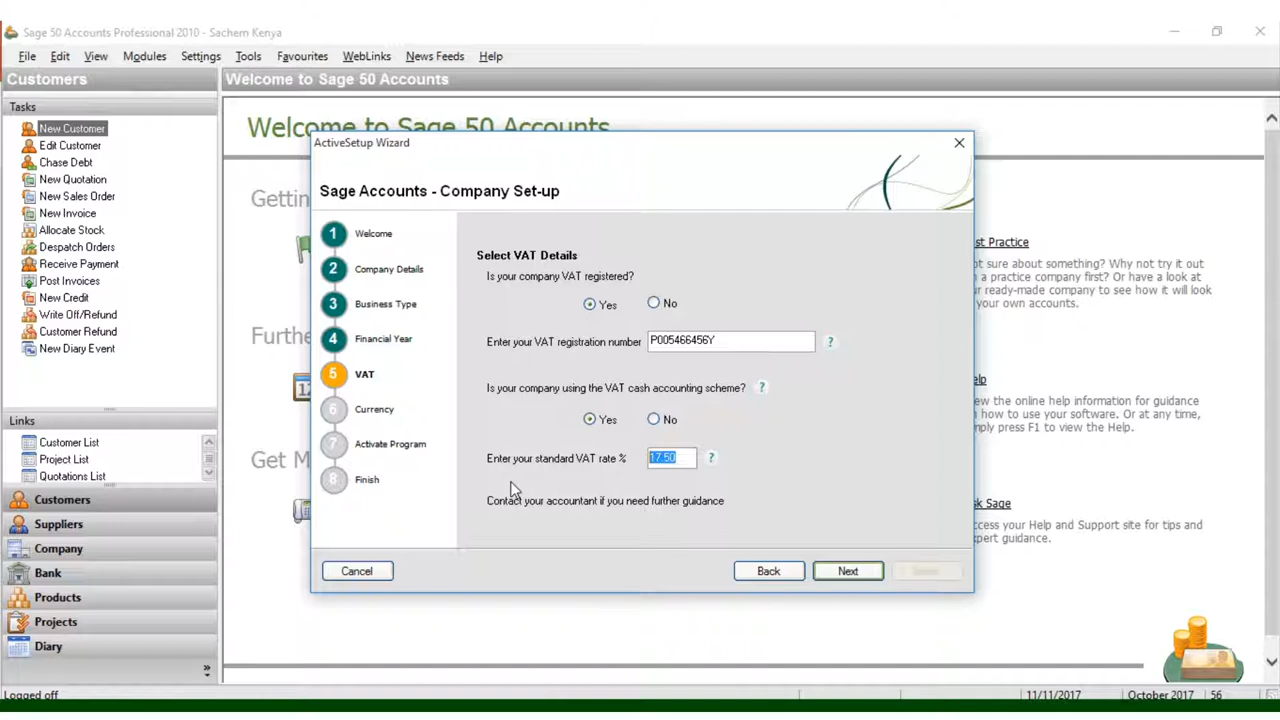 Sage 50 Accounts Professional 2010 - Sachem Kenya
File Edit View Modules Settings Tools Favourites WebLinks News Feeds Help
Customers
Welcome to Sage 50 Accounts
Tasks
New Customer
Edit Customer
Chase Debt
New Quotation
New Sales Order
New Invoice
Allocate Stock
Despatch Orders
Receive Payment
Post Invoices
New Credit
Write Off/Refund
Customer Refund
New Diary Event
Links
Customer List
Project List
Quotations List
Customers
Suppliers
Company
Bank
Products
Projects
Diary
Logged off
Welcome to Sage 50 Accounts
Gettin
Furthe
Get M
ActiveSetup Wizard
Sage Accounts - Company Set-up
1 Welcome
2 Company Details
3 Business Type
4 Financial Year
5 VAT
6 Currency
7 Activate Program
8 Finish
Select VAT Details
Is your company VAT registered?
Yes No
Enter your VAT registration number P005466456Y ?
Is your company using the VAT cash accounting scheme? ?
Yes No
Enter your standard VAT rate % 17.50 ?
Contact your accountant if you need further guidance
Cancel Back Next
st Practice
ot sure about something? Why not try it out
n a practice company first? Or have a look at
ur ready-made company to see how it will look
your own accounts.
elp
iew the online help information for guidance
n how to use your software. Or at any time,
mply press F1 to view the Help.
sk Sage
ccess your Help and Support site for tips and
xpert guidance.
11/11/2017 October 2017 56